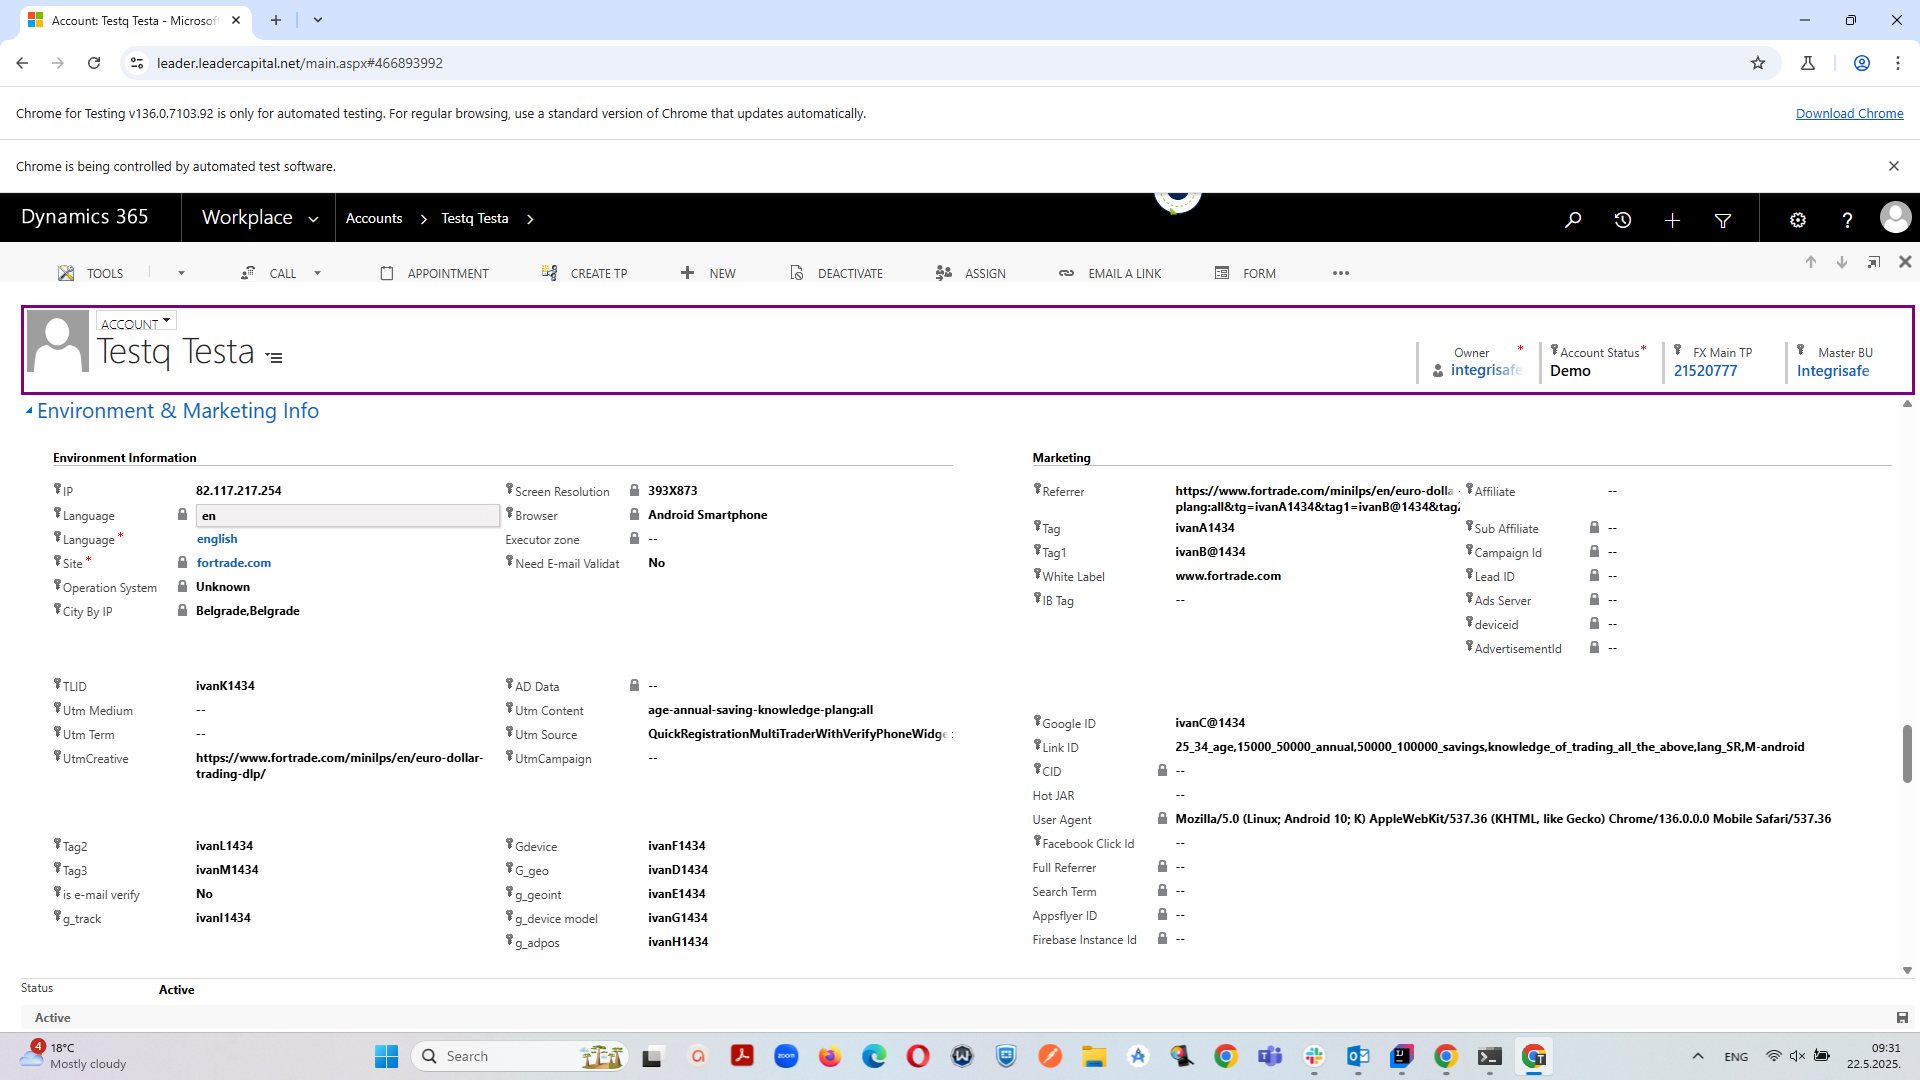 Account: Testq Testa - Microsof
leader.leadercapital.net/main.aspx#466893992
Chrome for Testing v136.0.7103.92 is only for automated testing. For regular browsing, use a standard version of Chrome that updates automatically.
Download Chrome
Chrome is being controlled by automated test software.
Dynamics 365
Workplace
Accounts
Testq Testa
TOOLS
CALL
APPOINTMENT
CREATE TP
NEW
DEACTIVATE
ASSIGN
EMAIL A LINK
FORM
ACCOUNT
Testq Testa
Owner *
integrisafe
Account Status *
Demo
FX Main TP
21520777
Master BU
Integrisafe
Environment & Marketing Info
Environment Information
IP 82.117.217.254
Language en
Language * english
Site * fortrade.com
Operation System Unknown
City By IP Belgrade,Belgrade
Screen Resolution 393X873
Browser Android Smartphone
Executor zone --
Need E-mail Validat No
TLID ivanK1434
Utm Medium --
Utm Term --
UtmCreative https://www.fortrade.com/minilps/en/euro-dollar-
trading-dlp/
AD Data --
Utm Content age-annual-saving-knowledge-plang:all
Utm Source QuickRegistrationMultiTraderWithVerifyPhoneWidge
UtmCampaign --
Tag2 ivanL1434
Tag3 ivanM1434
is e-mail verify No
g_track ivanI1434
Gdevice ivanF1434
G_geo ivanD1434
g_geoint ivanE1434
g_device model ivanG1434
g_adpos ivanH1434
Marketing
Referrer https://www.fortrade.com/minilps/en/euro-dolla
plang:all&tg=ivanA1434&tag1=ivanB@1434&tag2
Tag ivanA1434
Tag1 ivanB@1434
White Label www.fortrade.com
IB Tag --
Affiliate --
Sub Affiliate --
Campaign Id --
Lead ID --
Ads Server --
deviceid --
AdvertisementId --
Google ID ivanC@1434
Link ID 25_34_age,15000_50000_annual,50000_100000_savings,knowledge_of_trading_all_the_above,lang_SR,M-android
CID --
Hot JAR --
User Agent Mozilla/5.0 (Linux; Android 10; K) AppleWebKit/537.36 (KHTML, like Gecko) Chrome/136.0.0.0 Mobile Safari/537.36
Facebook Click Id --
Full Referrer --
Search Term --
Appsflyer ID --
Firebase Instance Id --
Status Active
Active
4
18°C
Mostly cloudy
Search
zoom
ENG
09:31
22.5.2025.